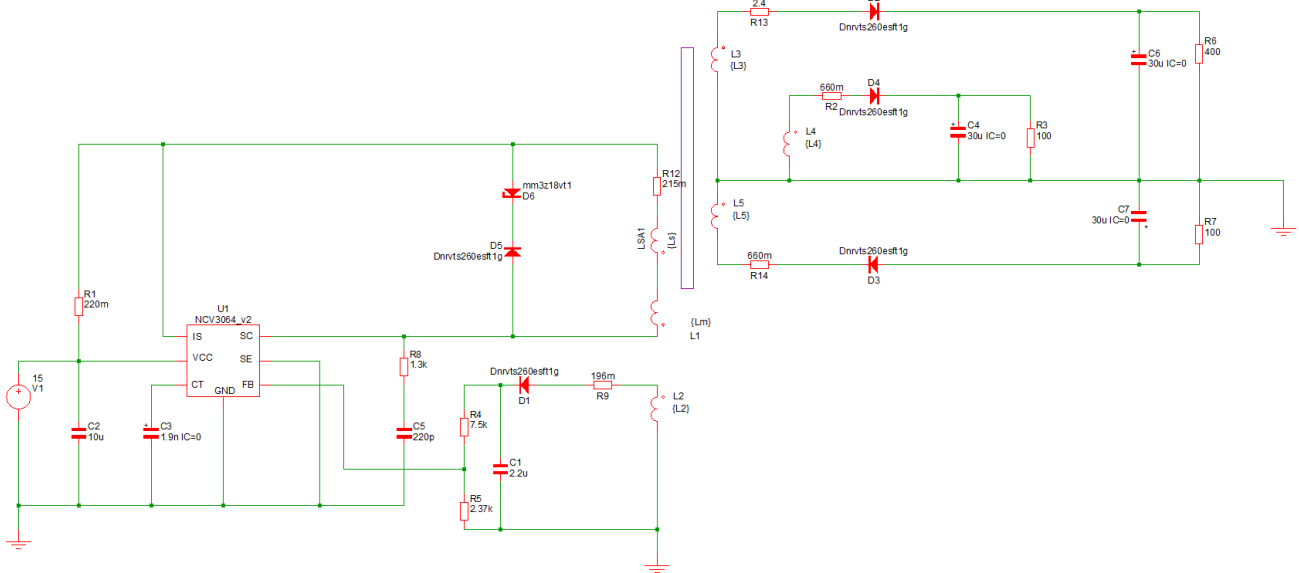 2.4
R13
Dnrvts260esft1g
L3
{L3}
C6
30u IC=0
R6
400
660m
R2
D4
Dnrvts260esft1g
L4
{L4}
C4
30u IC=0
R3
100
R12
215m
mm3z18vt1
D6
D5
Dnrvts260esft1g
LSA1
{Ls}
L5
{L5}
C7
30u IC=0
R7
100
660m
R14
Dnrvts260esft1g
D3
R1
220m
U1
NCV3064_v2
IS
SC
VCC
SE
CT
FB
GND
{Lm}
L1
15
V1
R8
1.3k
Dnrvts260esft1g
D1
196m
R9
L2
{L2}
C2
10u
C3
1.9n IC=0
C5
220p
R4
7.5k
C1
2.2u
R5
2.37k